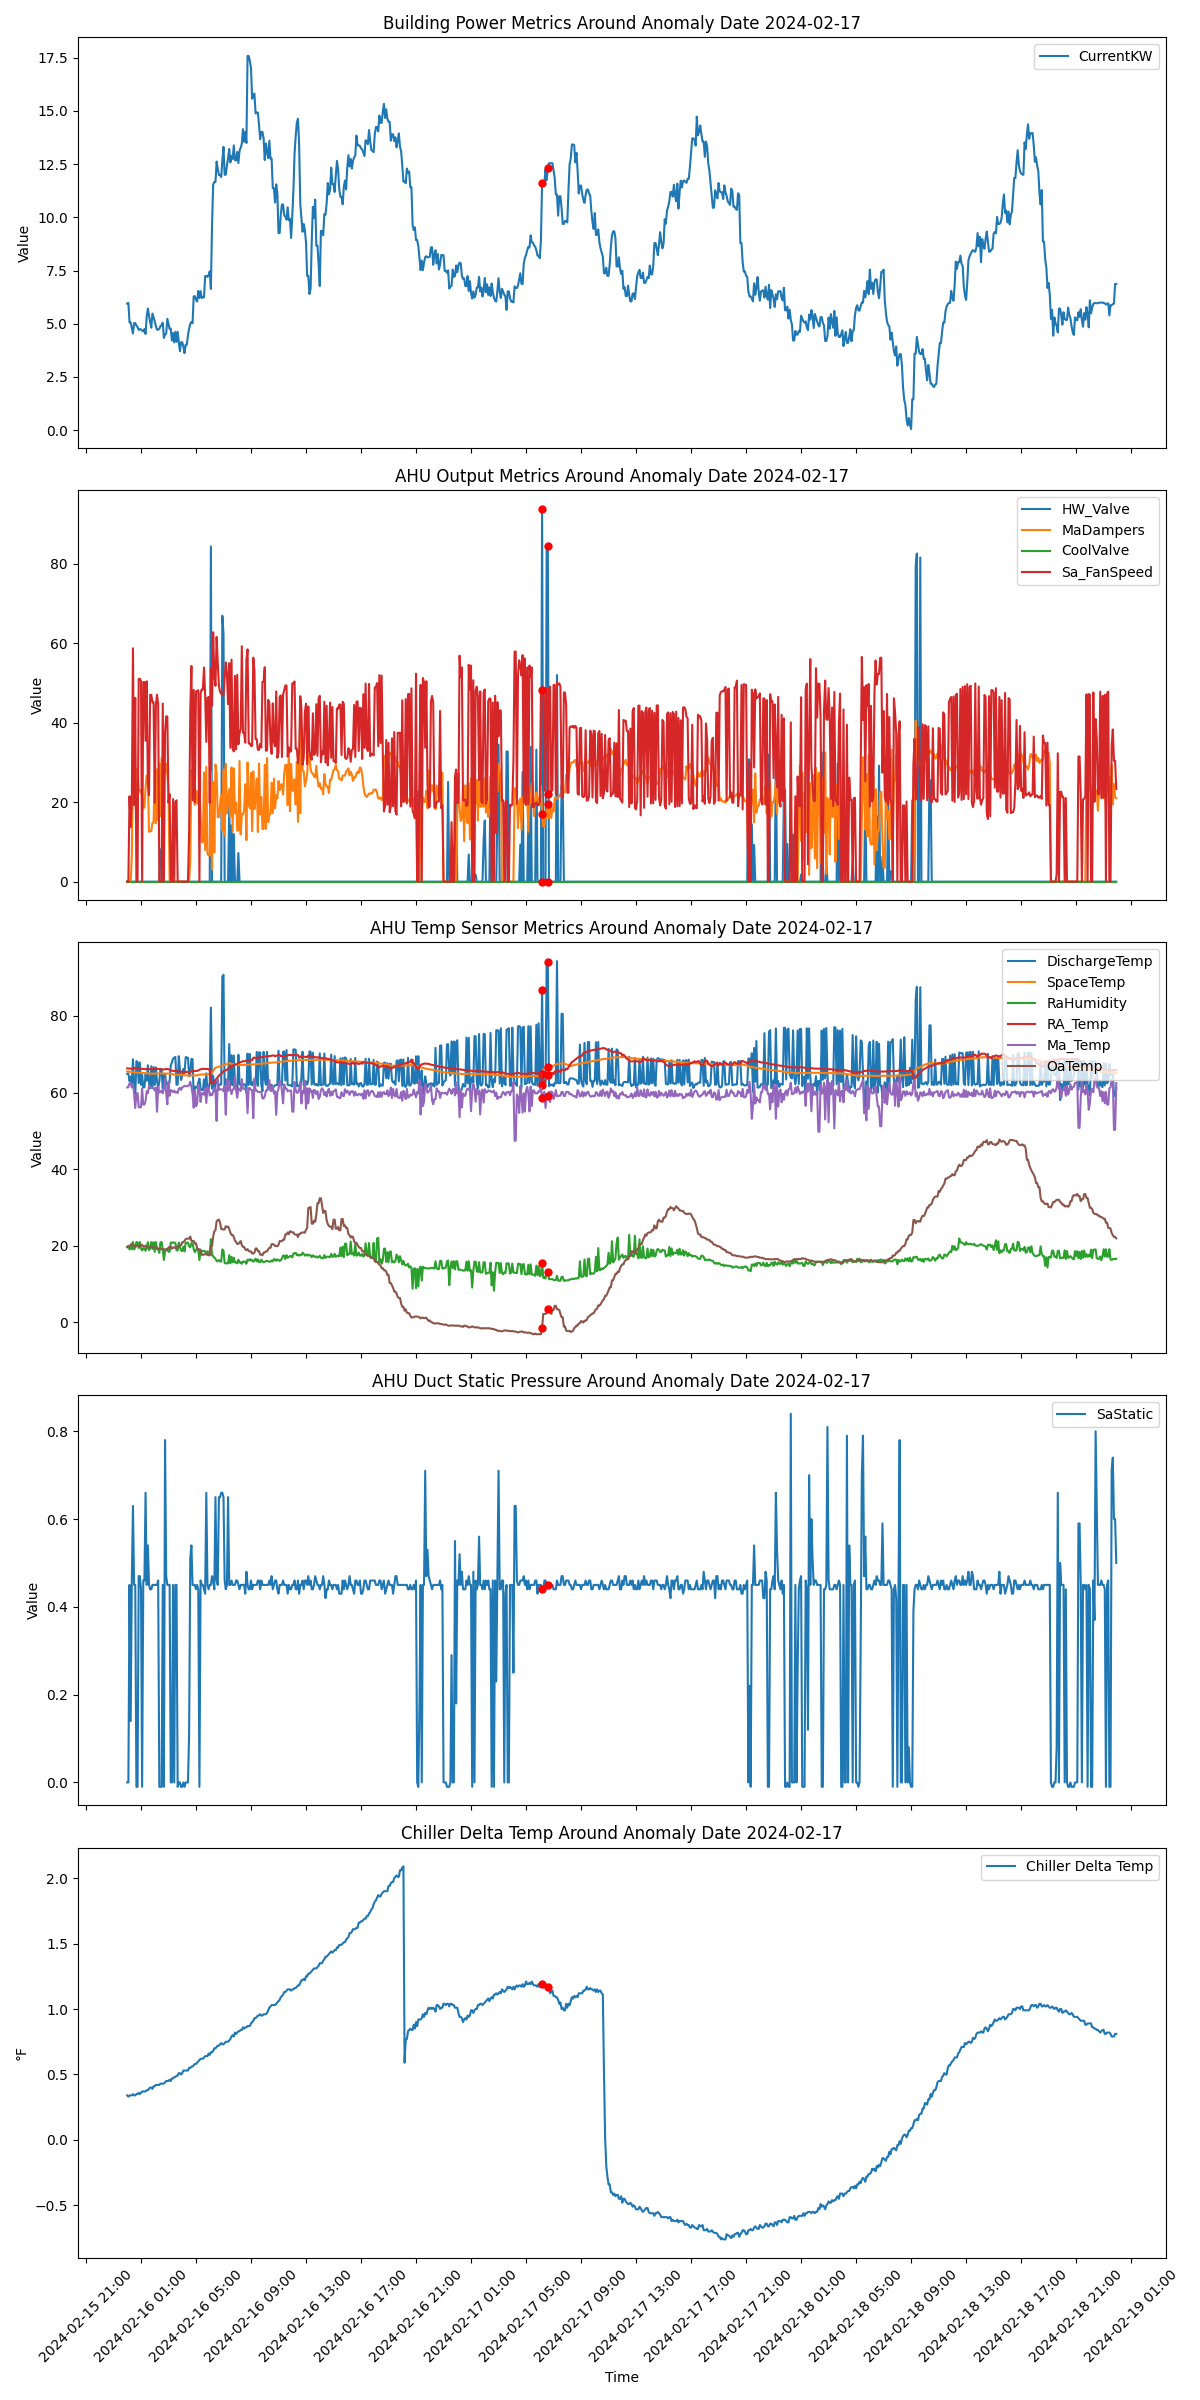 Building Power Metrics Around Anomaly Date 2024-02-17
17.5
15.0
12.5
10.0
7.5
5.0
2.5
0.0
Value
CurrentKW
AHU Output Metrics Around Anomaly Date 2024-02-17
80
60
40
20
0
Value
HW_Valve
MaDampers
CoolValve
Sa_FanSpeed
AHU Temp Sensor Metrics Around Anomaly Date 2024-02-17
80
60
40
20
0
Value
DischargeTemp
SpaceTemp
RaHumidity
RA_Temp
Ma_Temp
OaTemp
AHU Duct Static Pressure Around Anomaly Date 2024-02-17
0.8
0.6
0.4
0.2
0.0
Value
SaStatic
Chiller Delta Temp Around Anomaly Date 2024-02-17
2.0
1.5
1.0
0.5
0.0
−0.5
°F
Chiller Delta Temp
2024-02-15 21:00
2024-02-16 01:00
2024-02-16 05:00
2024-02-16 09:00
2024-02-16 13:00
2024-02-16 17:00
2024-02-16 21:00
2024-02-17 01:00
2024-02-17 05:00
2024-02-17 09:00
2024-02-17 13:00
2024-02-17 17:00
2024-02-17 21:00
2024-02-18 01:00
2024-02-18 05:00
2024-02-18 09:00
2024-02-18 13:00
2024-02-18 17:00
2024-02-18 21:00
2024-02-19 01:00
Time